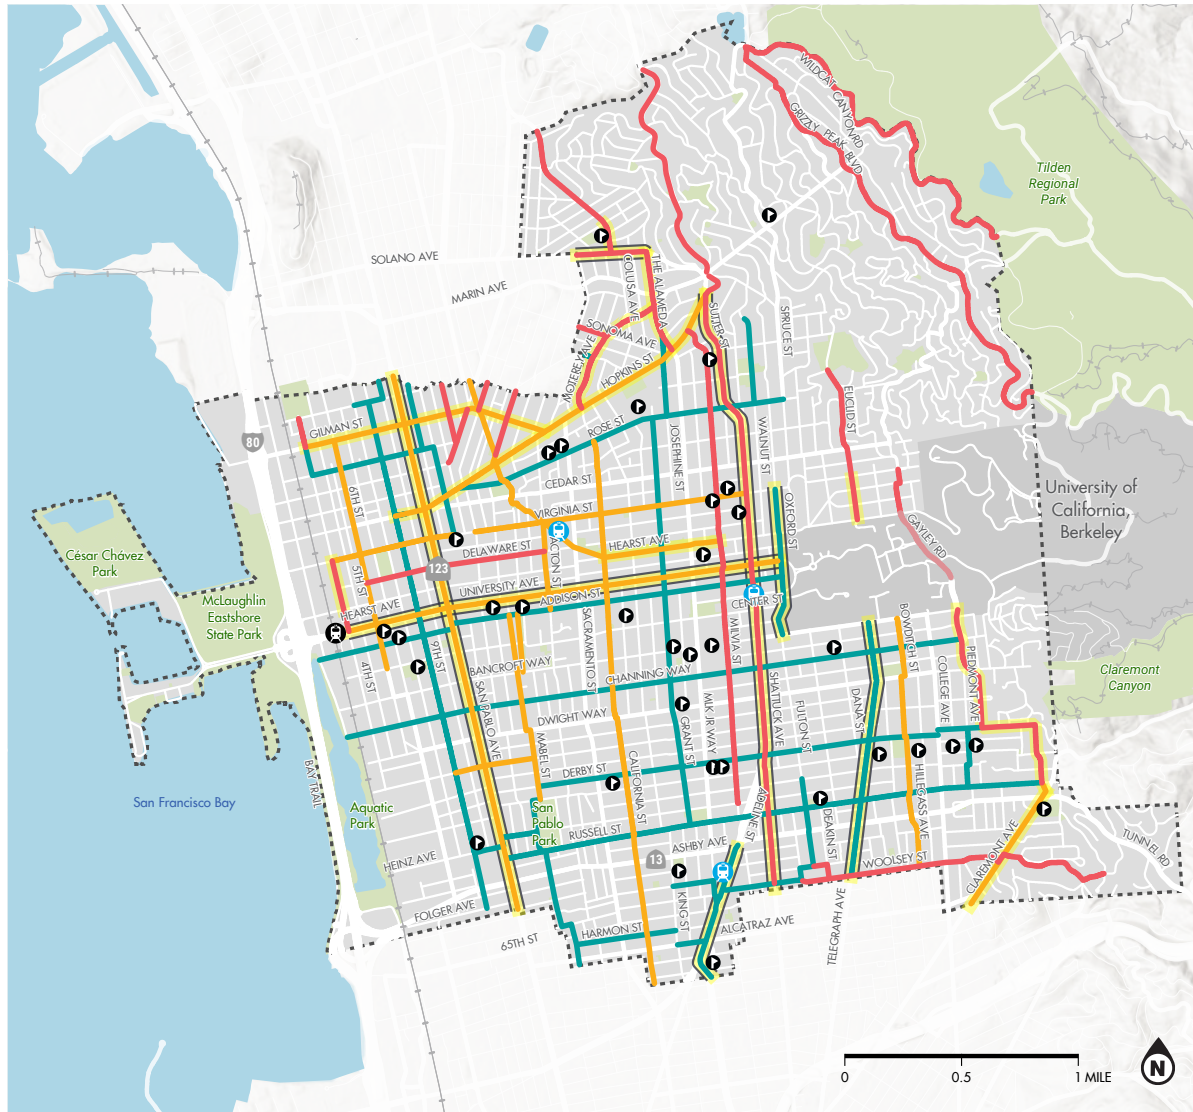 WILDCAT CANYON RD
GRIZZLY PEAK BLVD
Tilden
Regional
Park
SOLANO AVE
COLUSA AVE
THE ALAMEDA
MARIN AVE
SUTTER ST
SPRUCE ST
SONOMA AVE
MOTEREY AVE
HOPKINS ST
EUCLID ST
GILMAN ST
ROSE ST
JOSEPHINE ST
WALNUT ST
80
CEDAR ST
6TH ST
University of
California,
Berkeley
VIRGINIA ST
OXFORD ST
GAYLEY RD
César Chávez
Park
DELAWARE ST
HEARST AVE
ACTON ST
123
5TH ST
UNIVERSITY AVE
McLaughlin
Eastshore
State Park
HEARST AVE
ADDISON ST
CENTER ST
SACRAMENTO ST
MILVIA ST
BOWDITCH ST
9TH ST
4TH ST
BANCROFT WAY
CHANNING WAY
PIEDMONT AVE
COLLEGE AVE
Claremont
Canyon
SAN PABLO AVE
SHATTUCK AVE
DANA ST
DWIGHT WAY
MLK JR WAY
GRANT ST
FULTON ST
MABEL ST
CALIFORNIA ST
DERBY ST
HILLEGASS AVE
BAY TRAIL
San Francisco Bay
Aquatic
Park
San
Pablo
Park
ADELINE ST
DEAKIN ST
RUSSELL ST
ASHBY AVE
TUNNEL RD
13
HEINZ AVE
WOOLSEY ST
CLAREMONT AVE
KING ST
FOLGER AVE
TELEGRAPH AVE
ALCATRAZ AVE
HARMON ST
65TH ST
N
0
0.5
1 MILE